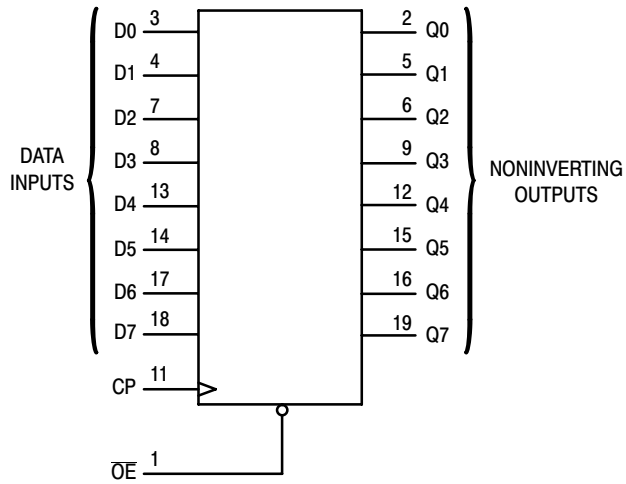 D0 3 2 Q0
D1 4 5 Q1
D2 7 6 Q2
D3 8 9 Q3
DATA
INPUTS
NONINVERTING
OUTPUTS
D4 13 12 Q4
D5 14 15 Q5
D6 17 16 Q6
D7 18 19 Q7
CP 11
O̅E̅ 1